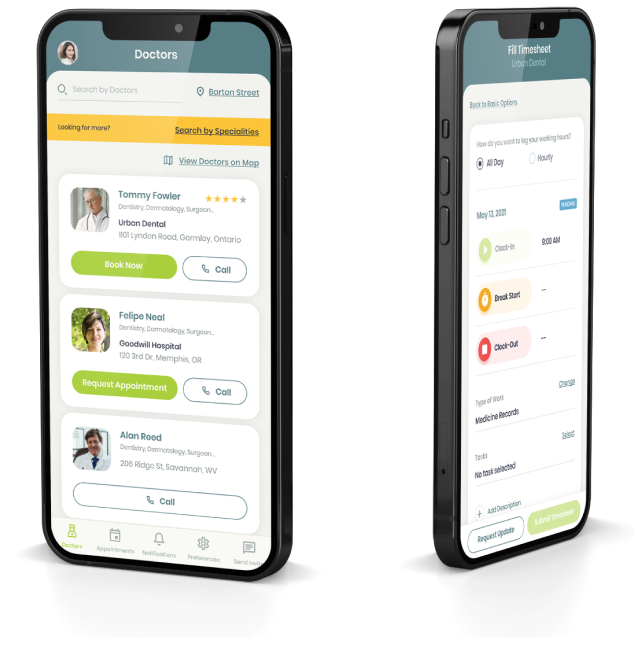 Doctors
Search by Doctors
Barton Street
Looking for more?
Search by Specialities
View Doctors on Map
Tommy Fowler
Dentistry, Dermatology, Surgeon...
Urban Dental
1101 Lyndon Road, Gormley, Ontario
Book Now
Call
Felipe Neal
Dentistry, Dermatology, Surgeon...
Goodwill Hospital
120 3rd Dr, Memphis, OR
Request Appointment
Call
Alan Reed
Dentistry, Dermatology, Surgeon...
206 Ridge St, Savannah, WV
Call
Doctors
Appointments
Notifications
Preferences
Fill Timesheet
Urban Dental
Back to Basic Options
How do you want to log your working hours?
All Day
Hourly
May 13, 2021
Clock-In
9:00 AM
Break Start
--
Clock-Out
--
Type of Work
Change
Medicine Records
Tasks
Select
No task selected
+ Add Description
Request Update
Submit Timesheet